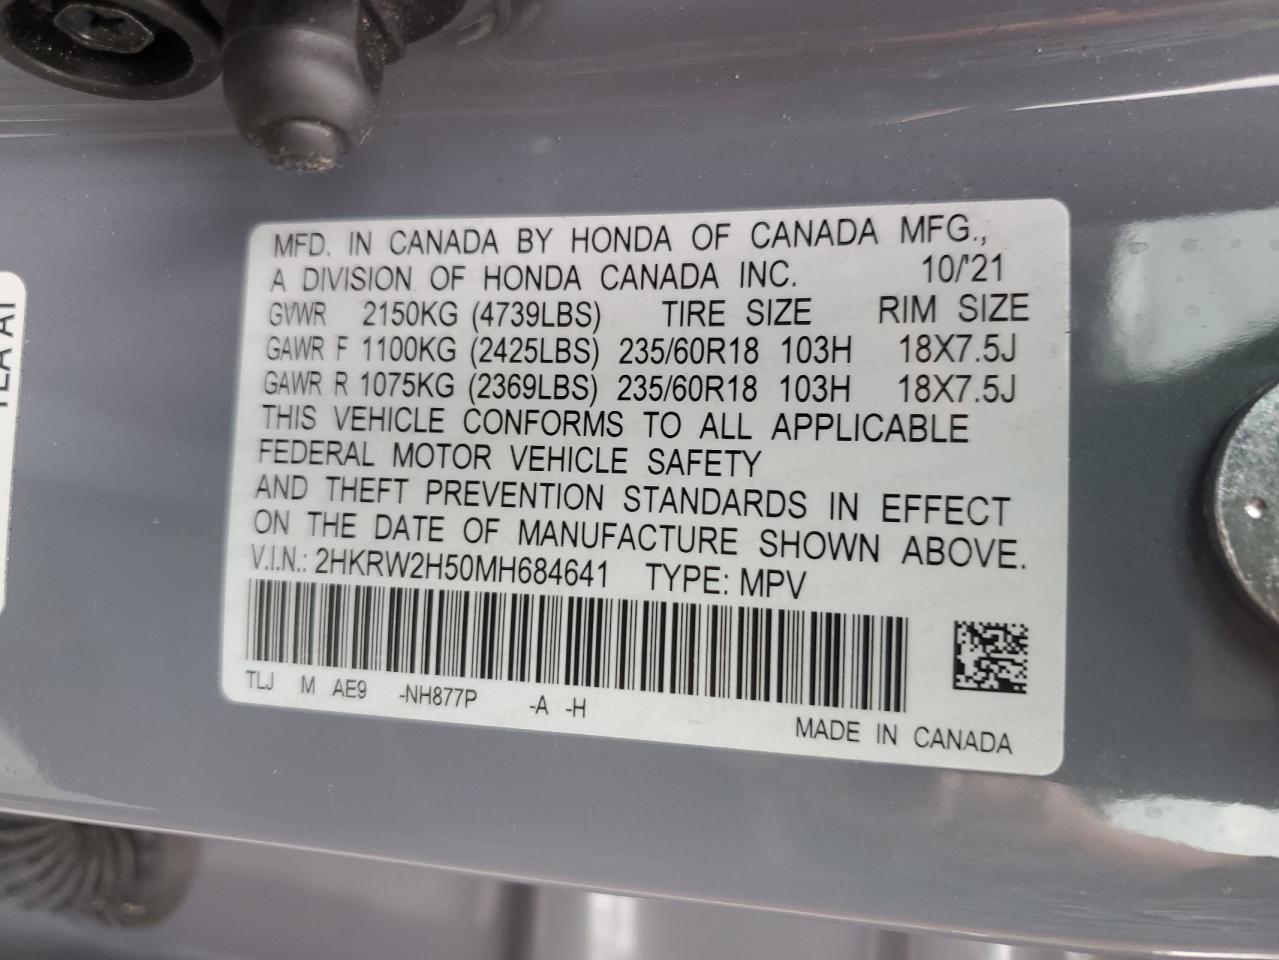 MFD. IN CANADA BY HONDA OF CANADA MFG.,
A DIVISION OF HONDA CANADA INC. 10/'21
GVWR 2150KG (4739LBS) TIRE SIZE RIM SIZE
GAWR F 1100KG (2425LBS) 235/60R18 103H 18X7.5J
GAWR R 1075KG (2369LBS) 235/60R18 103H 18X7.5J
THIS VEHICLE CONFORMS TO ALL APPLICABLE
FEDERAL MOTOR VEHICLE SAFETY
AND THEFT PREVENTION STANDARDS IN EFFECT
ON THE DATE OF MANUFACTURE SHOWN ABOVE.
V.I.N.: 2HKRW2H50MH684641 TYPE: MPV
TLJ M AE9 -NH877P -A -H
MADE IN CANADA